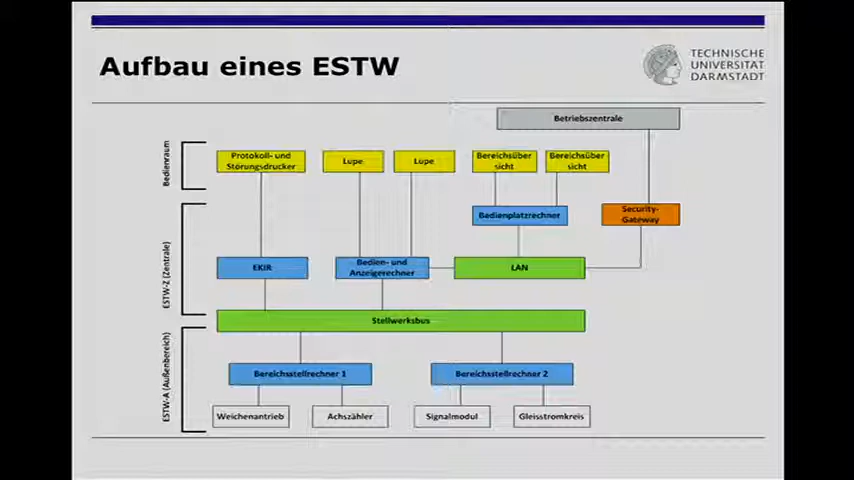 Aufbau eines ESTW
TECHNISCHE
UNIVERSITAT
DARMSTADT
Betriebszentrale
Bedienraum
Protokoll- und
Störungsdrucker
Lupe
Lupe
Bereichsüber
sicht
Bereichsüber
sicht
ESTW-Z (Zentrale)
Bedienplatzrechner
Security-
Gateway
EKIR
Bedien- und
Anzeigerechner
LAN
Stellwerksbus
ESTW-A (Außenbereich)
Bereichsstellrechner 1
Bereichsstellrechner 2
Weichenantrieb
Achszähler
Signalmodul
Gleisstromkreis